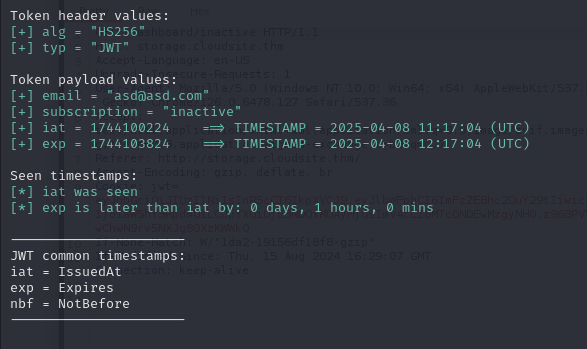 Token header values:
[+] alg = "HS256"
[+] typ = "JWT"
Token payload values:
[+] email = "asd@asd.com"
[+] subscription = "inactive"
[+] iat = 1744100224    ==> TIMESTAMP = 2025-04-08 11:17:04 (UTC)
[+] exp = 1744103824    ==> TIMESTAMP = 2025-04-08 12:17:04 (UTC)
Seen timestamps:
[*] iat was seen
[*] exp is later than iat by: 0 days, 1 hours, 0 mins
----------------------
JWT common timestamps:
iat = IssuedAt
exp = Expires
nbf = NotBefore
----------------------